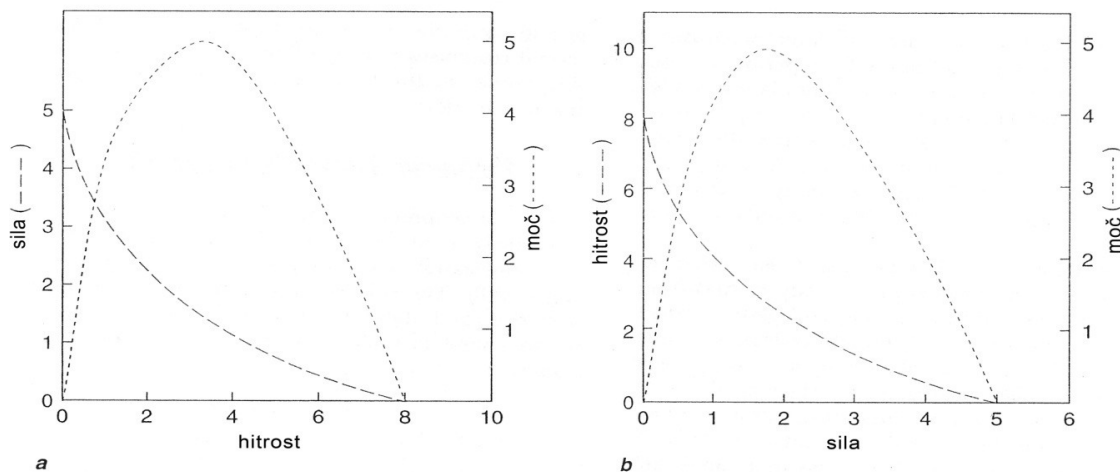 sila (— — —)
5
4
3
2
1
0
0 2 4 6 8 10
hitrost
5
4
3
2
1
moč (-----)
a
hitrost (— — —)
10
8
6
4
2
0
0 1 2 3 4 5 6
sila
5
4
3
2
1
moč (-----)
b